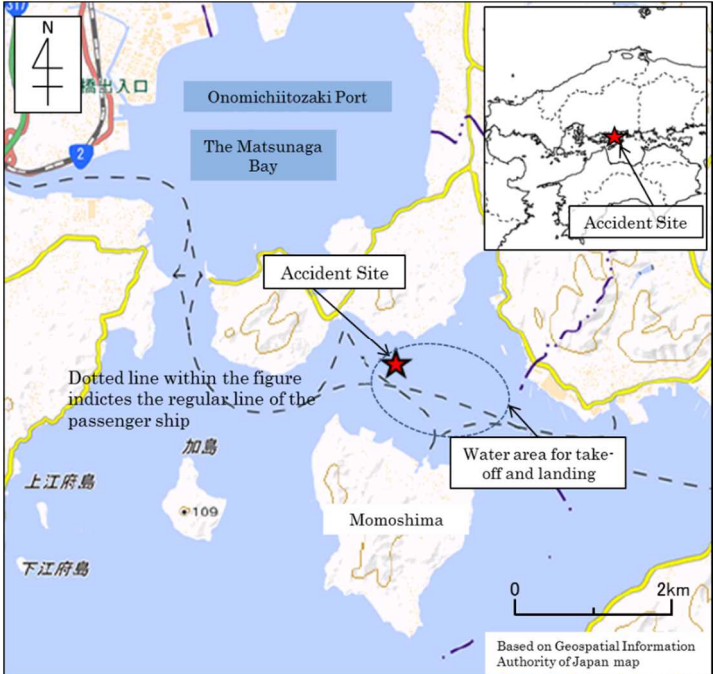 317
N
橋出入口
2
Onomichiitozaki Port
The Matsunaga
Bay
Accident Site
Accident Site
Dotted line within the figure
indictes the regular line of the
passenger ship
Water area for take-
off and landing
加島
上江府島
109
Momoshima
下江府島
0 2km
Based on Geospatial Information
Authority of Japan map